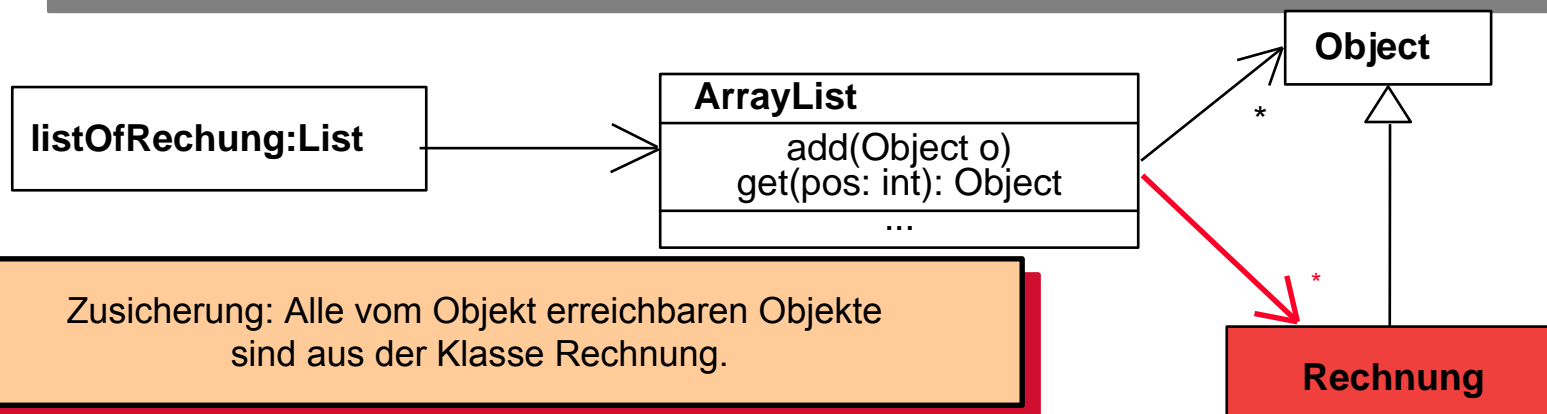 Object
*
ArrayList
listOfRechung:List
add(Object o)
get(pos: int): Object
...
*
Zusicherung: Alle vom Objekt erreichbaren Objekte
sind aus der Klasse Rechnung.
Rechnung